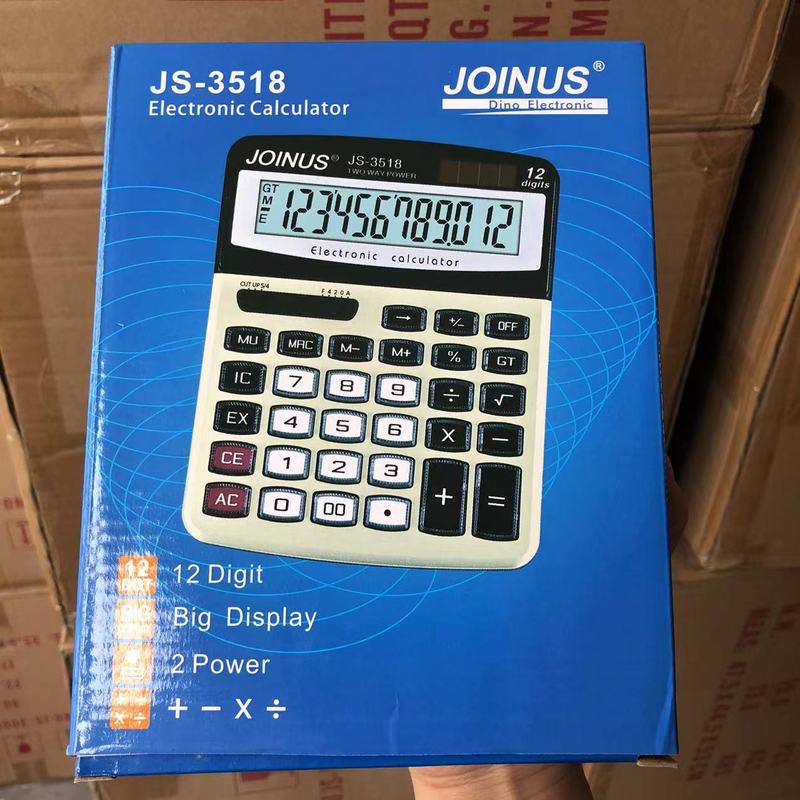 JS-3518
Electronic Calculator
JOINUS®
Dino Electronic
JOINUS® JS-3518
TWO WAY POWER
12
digits
GT
M
E
123456789012
Electronic calculator
CUT UP 5/4
F 4 2 0 A
→ +/− OFF
MU MRC M− M+ % GT
IC 7 8 9 ÷ √
EX 4 5 6 X −
CE 1 2 3 + =
AC 0 00 •
12 Digit
BIG Big Display
2 Power
+ − X ÷